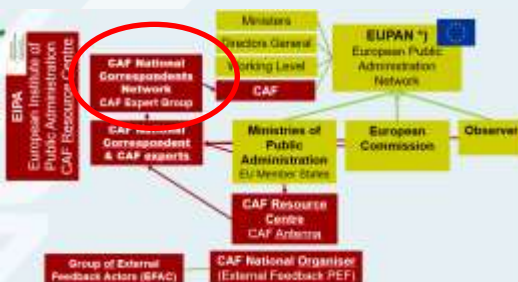 EIPA
European Institute of
Public Administration
CAF Resource Centre
CAF National
Correspondents
Network
CAF Expert Group
Ministers
Directors General
Working Level
CAF
EUPAN *)
European Public
Administration
Network
CAF National
Correspondent
& CAF experts
Ministries of
Public
Administration
EU Member States
European
Commission
Observer
CAF Resource
Centre
CAF Antenna
Group of External
Feedback Actors (EFAC)
CAF National Organiser
(External Feedback PEF)